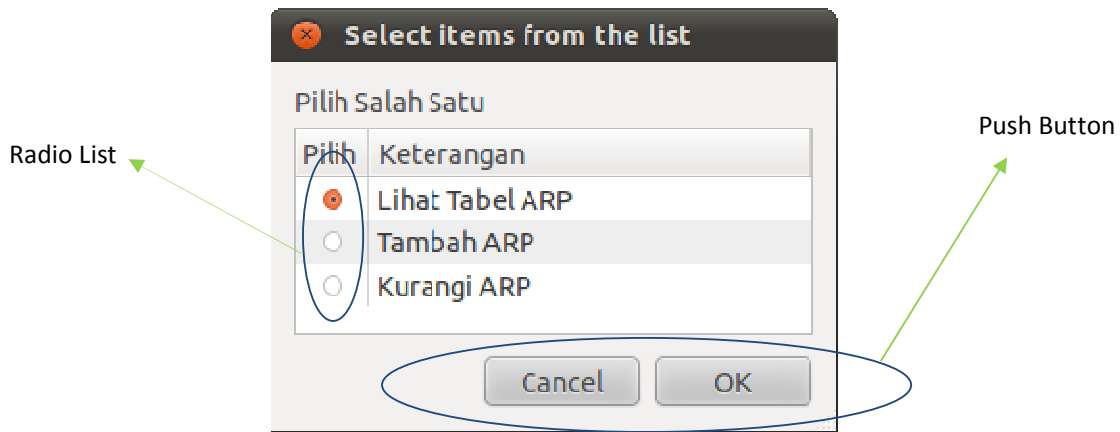 Select items from the list
Pilih Salah Satu
Push Button
Radio List
Pilih Keterangan
Lihat Tabel ARP
Tambah ARP
Kurangi ARP
Cancel OK